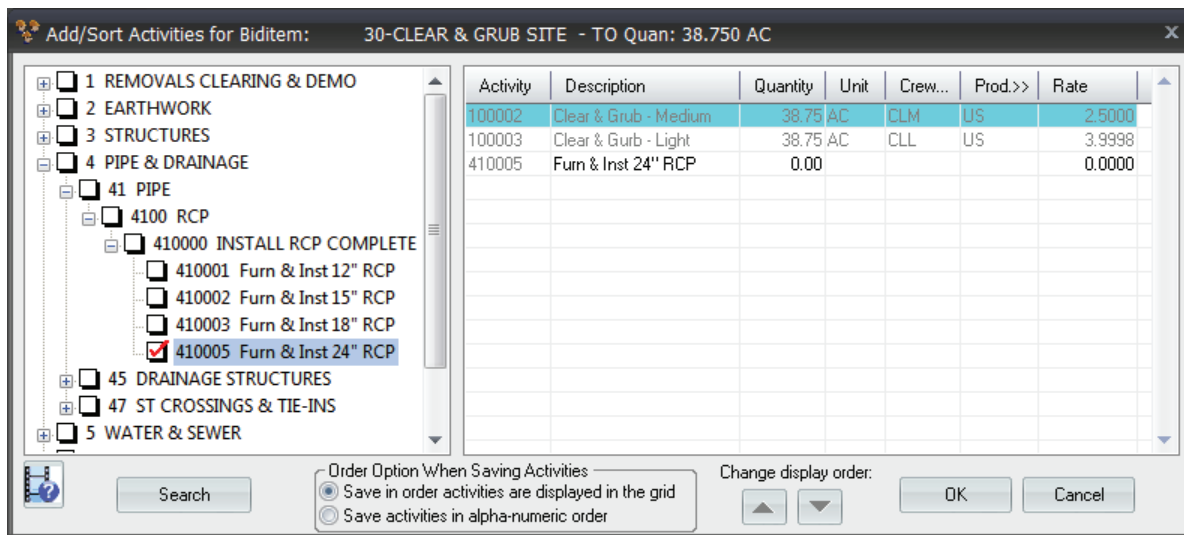 Add/Sort Activities for Biditem: 30-CLEAR & GRUB SITE - TO Quan: 38.750 AC x
1 REMOVALS CLEARING & DEMO
2 EARTHWORK
3 STRUCTURES
4 PIPE & DRAINAGE
41 PIPE
4100 RCP
410000 INSTALL RCP COMPLETE
410001 Furn & Inst 12" RCP
410002 Furn & Inst 15" RCP
410003 Furn & Inst 18" RCP
410005 Furn & Inst 24" RCP
45 DRAINAGE STRUCTURES
47 ST CROSSINGS & TIE-INS
5 WATER & SEWER
Activity Description Quantity Unit Crew... Prod.>> Rate
100002 Clear & Grub - Medium 38.75 AC CLM US 2.5000
100003 Clear & Gurb - Light 38.75 AC CLL US 3.9998
410005 Furn & Inst 24" RCP 0.00 0.0000
Search
Order Option When Saving Activities
Save in order activities are displayed in the grid
Save activities in alpha-numeric order
Change display order:
OK
Cancel